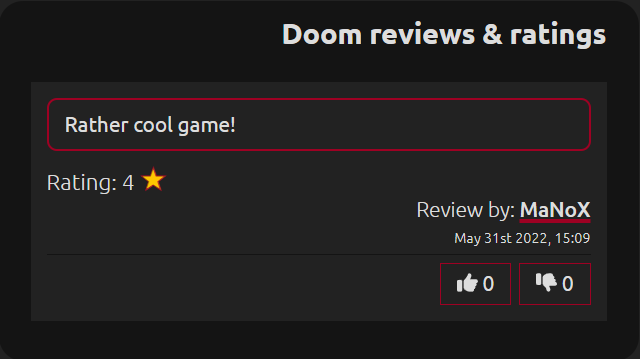 Doom reviews & ratings
Rather cool game!
Rating: 4
Review by: MaNoX
May 31st 2022, 15:09
0 0